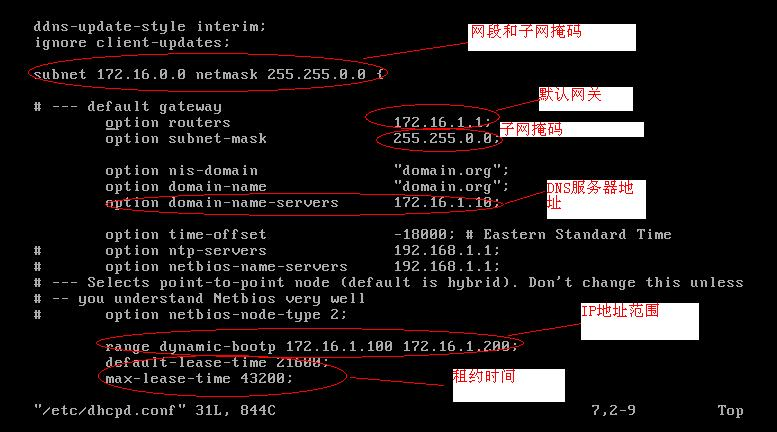 ddns-update-style interim;
ignore client-updates;
网段和子网掩码
subnet 172.16.0.0 netmask 255.255.0.0 {
# --- default gateway
默认网关
option routers 172.16.1.1;
option subnet-mask 255.255.0.0;
子网掩码
option nis-domain "domain.org";
option domain-name "domain.org";
option domain-name-servers 172.16.1.10;
DNS服务器地
址
option time-offset -18000; # Eastern Standard Time
# option ntp-servers 192.168.1.1;
# option netbios-name-servers 192.168.1.1;
# --- Selects point-to-point node (default is hybrid). Don't change this unless
# -- you understand Netbios very well
# option netbios-node-type 2;
IP地址范围
range dynamic-bootp 172.16.1.100 172.16.1.200;
default-lease-time 21600;
max-lease-time 43200;
租约时间
"/etc/dhcpd.conf" 31L, 844C 7,2-9 Top